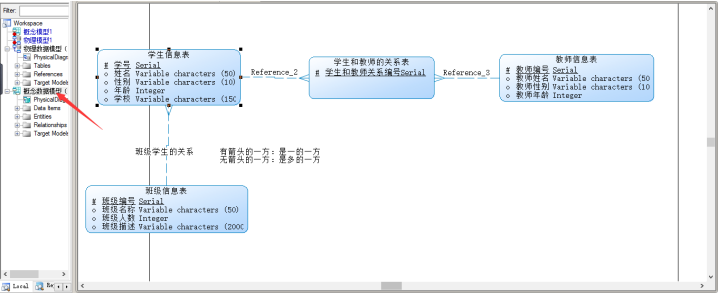 Filter:
Workspace
概念模型1
物理模型1
物理数据模型 (
PhysicalDiagr
Tables
References
Target Models
概念数据模型 (
PhysicalDiag
Data Items
Entities
Relationships
Target Models
Local
学生信息表
# 学号 Serial
o 姓名 Variable characters (50)
o 性别 Variable characters (10)
o 年龄 Integer
o 学校 Variable characters (150
Reference_2
学生和教师的关系表
# 学生和教师关系编号Serial
Reference_3
教师信息表
# 教师编号 Serial
o 教师姓名 Variable characters (50
o 教师性别 Variable characters (10
o 教师年龄 Integer
班级学生的关系
有箭头的一方: 是一的一方
无箭头的一方: 是多的一方
班级信息表
# 班级编号 Serial
o 班级名称 Variable characters (50)
o 班级人数 Integer
o 班级描述 Variable characters (2000